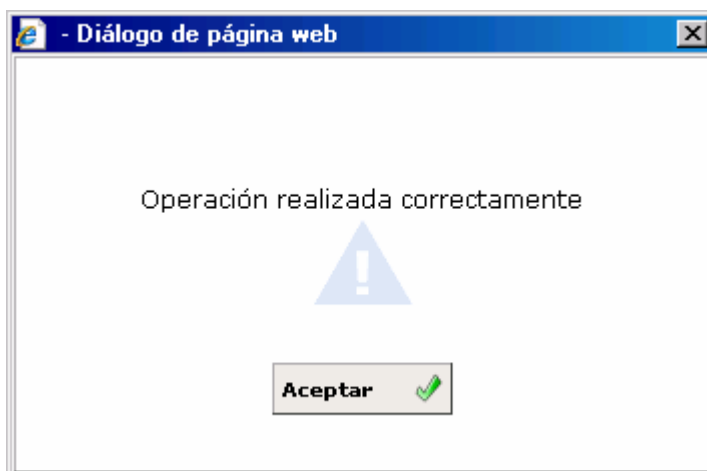 - Diálogo de página web
Operación realizada correctamente
Aceptar